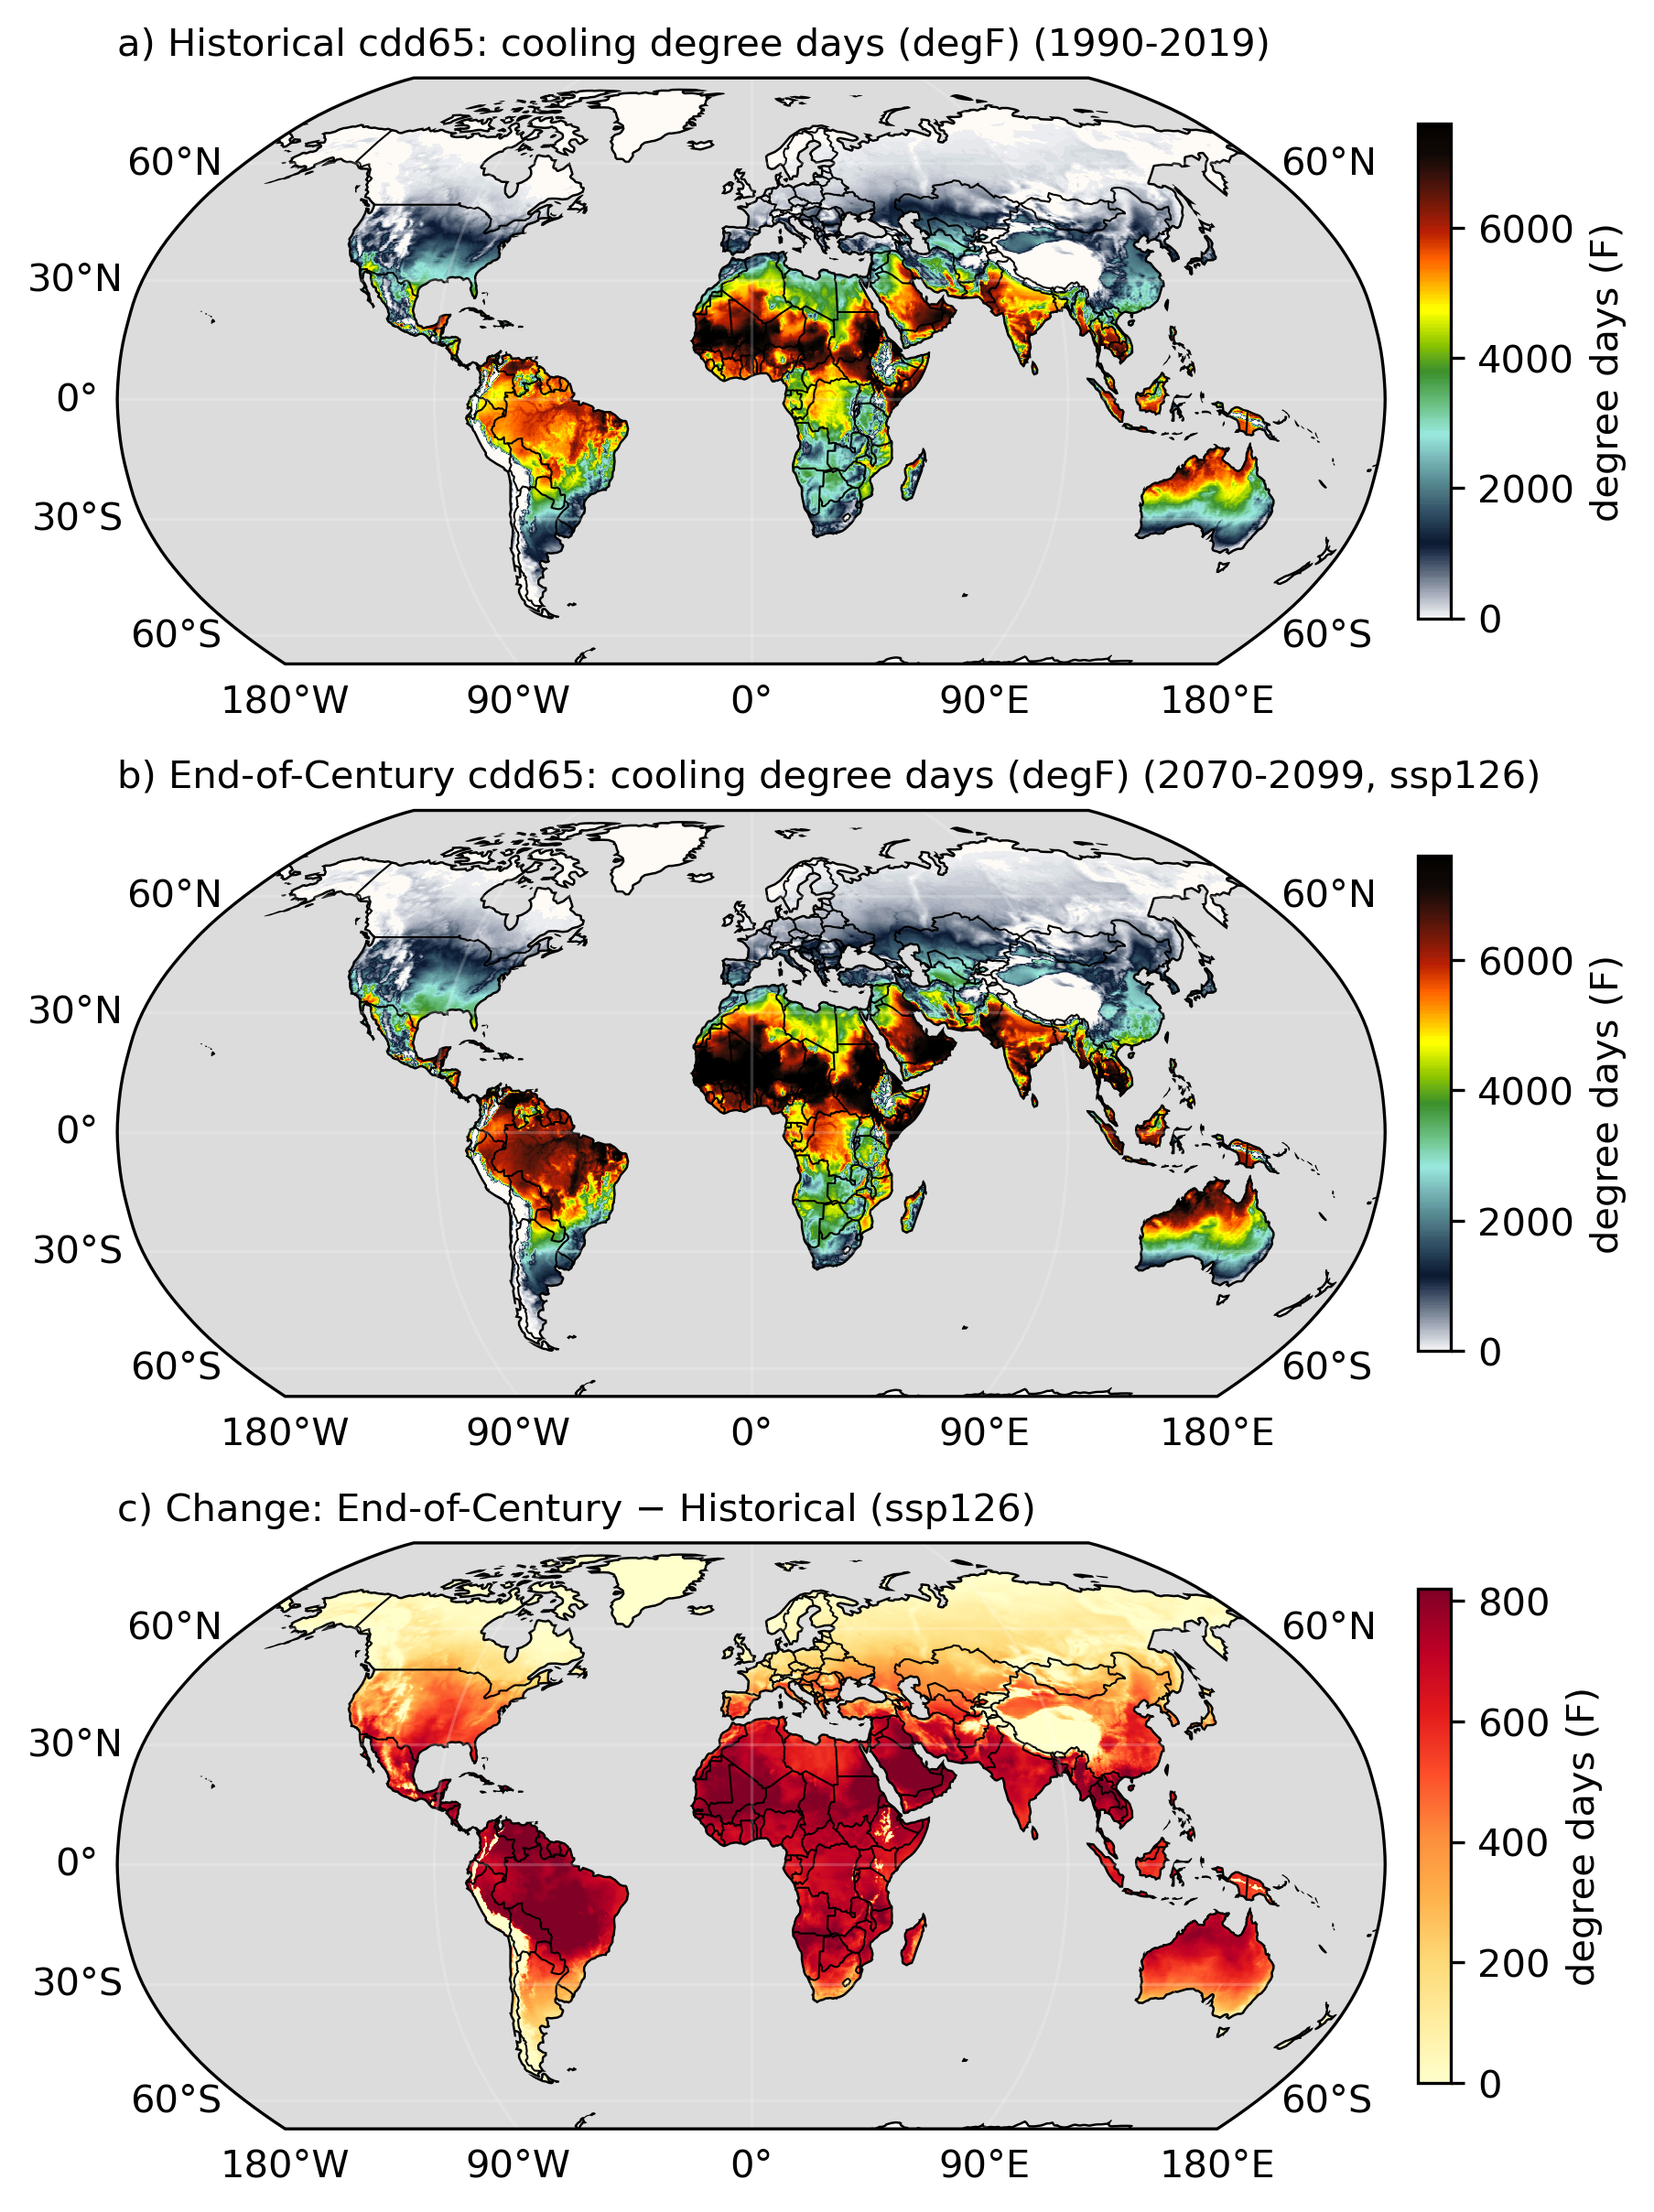 a) Historical cdd65: cooling degree days (degF) (1990-2019)
60°N
60°N
30°N
0°
30°S
60°S
60°S
180°W 90°W 0° 90°E 180°E
6000
4000
2000
0
degree days (F)
b) End-of-Century cdd65: cooling degree days (degF) (2070-2099, ssp126)
60°N
60°N
30°N
0°
30°S
60°S
60°S
180°W 90°W 0° 90°E 180°E
6000
4000
2000
0
degree days (F)
c) Change: End-of-Century − Historical (ssp126)
60°N
60°N
30°N
0°
30°S
60°S
60°S
180°W 90°W 0° 90°E 180°E
800
600
400
200
0
degree days (F)